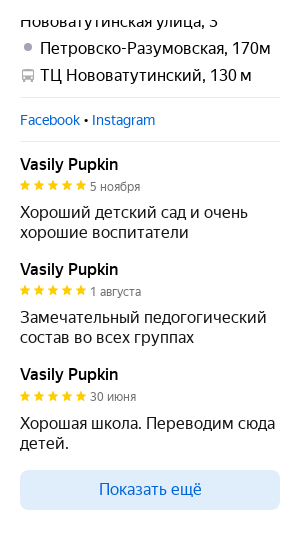 Нововатутинская улица, 3
Петровско-Разумовская, 170м
ТЦ Нововатутинский, 130 м
Facebook • Instagram
Vasily Pupkin
5 ноября
Хороший детский сад и очень
хорошие воспитатели
Vasily Pupkin
1 августа
Замечательный педогогический
состав во всех группах
Vasily Pupkin
30 июня
Хорошая школа. Переводим сюда
детей.
Показать ещё